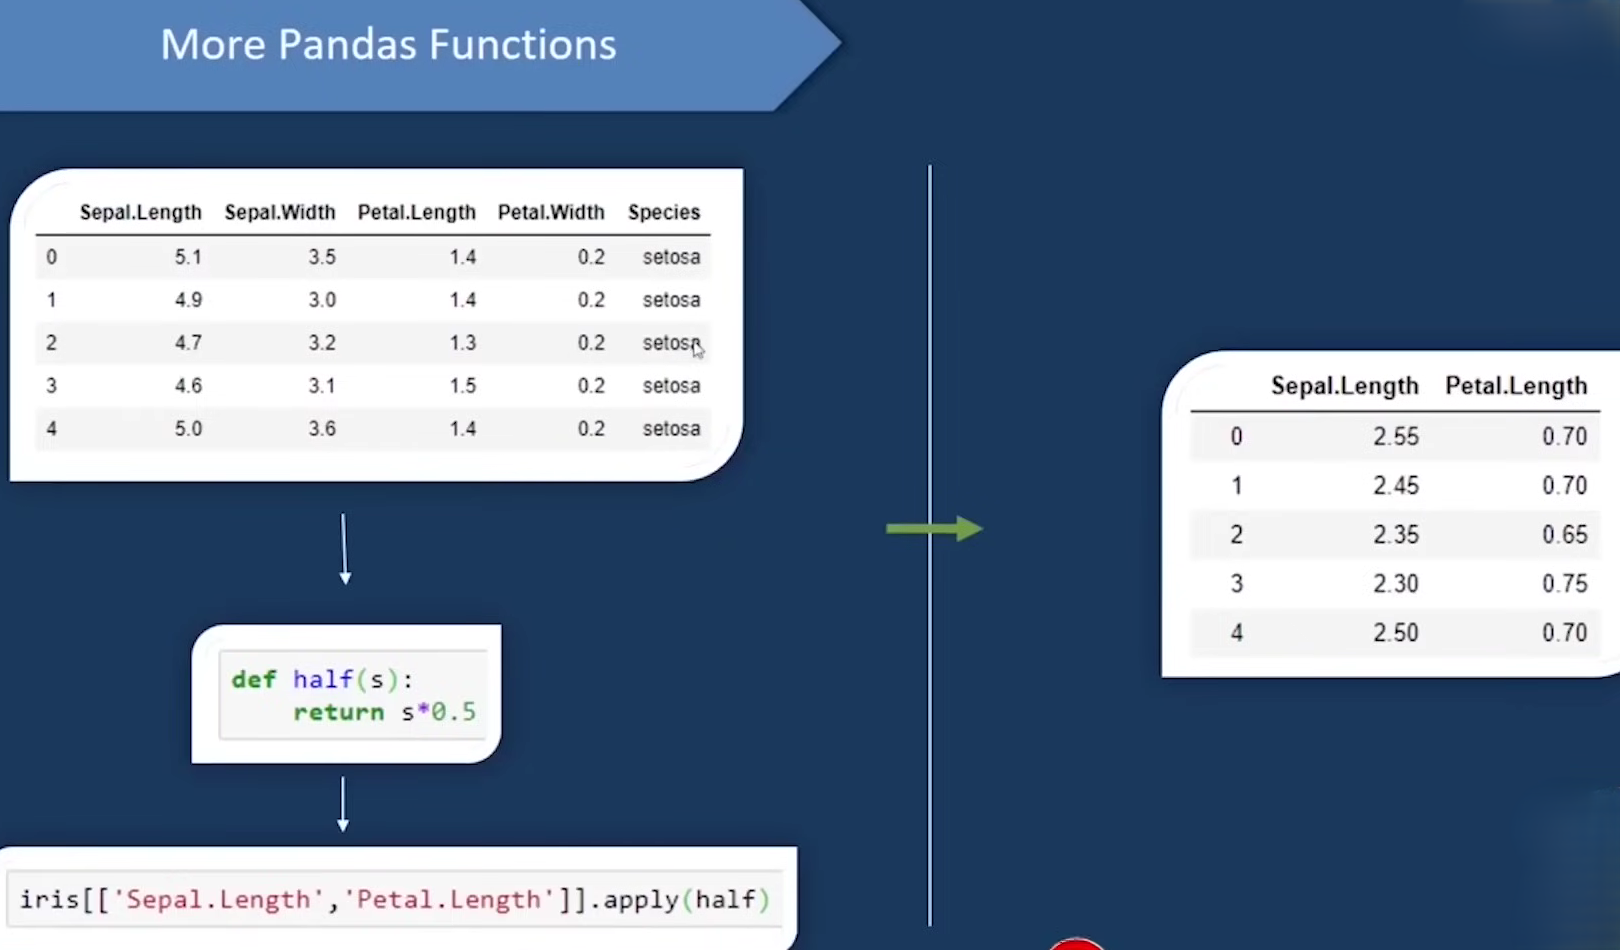 More Pandas Functions
Sepal.Length Sepal.Width Petal.Length Petal.Width Species
0 5.1 3.5 1.4 0.2 setosa
1 4.9 3.0 1.4 0.2 setosa
2 4.7 3.2 1.3 0.2 setosa
3 4.6 3.1 1.5 0.2 setosa
4 5.0 3.6 1.4 0.2 setosa
def half(s):
    return s*0.5
iris[['Sepal.Length','Petal.Length']].apply(half)
Sepal.Length Petal.Length
0 2.55 0.70
1 2.45 0.70
2 2.35 0.65
3 2.30 0.75
4 2.50 0.70